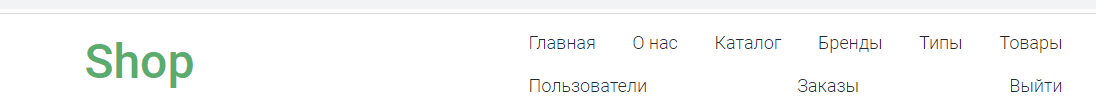 Shop
Главная О нас Каталог Бренды Типы Товары
Пользователи Заказы Выйти